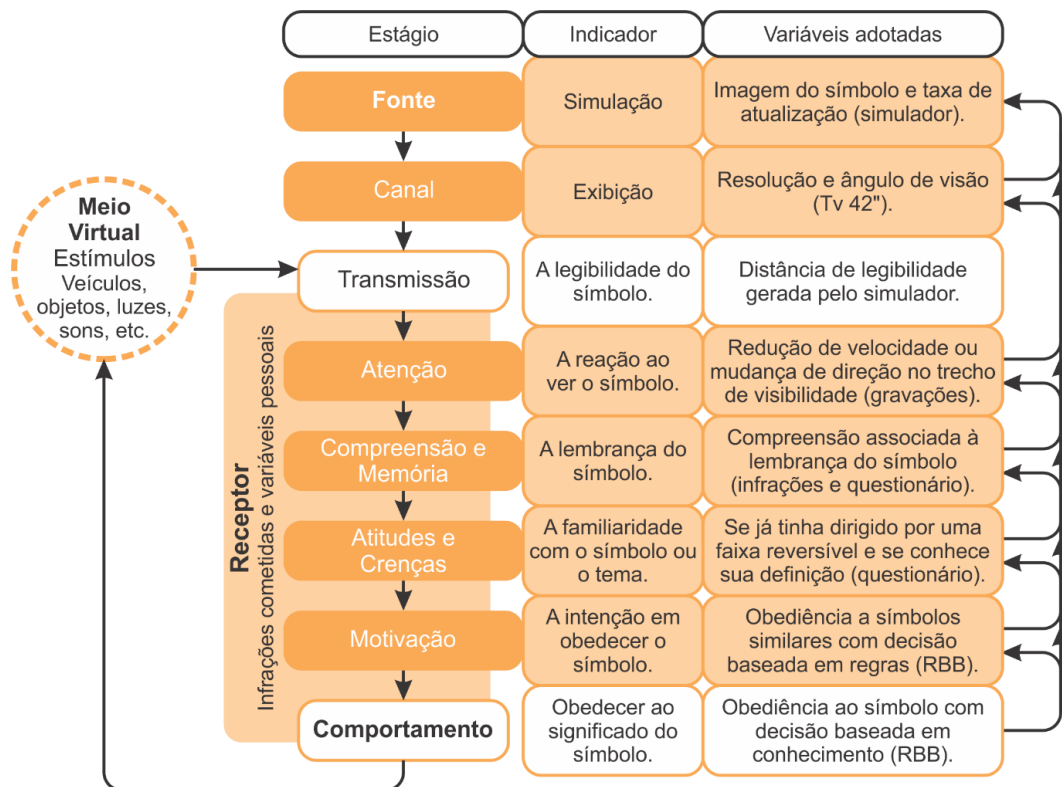 Estágio
Indicador
Variáveis adotadas
Fonte
Simulação
Imagem do símbolo e taxa de
atualização (simulador).
Canal
Exibição
Resolução e ângulo de visão
(Tv 42").
Meio
Virtual
Estímulos
Veículos,
objetos, luzes,
sons, etc.
Transmissão
A legibilidade do
símbolo.
Distância de legibilidade
gerada pelo simulador.
Receptor
Infrações cometidas e variáveis pessoais
Atenção
A reação ao
ver o símbolo.
Redução de velocidade ou
mudança de direção no trecho
de visibilidade (gravações).
Compreensão e
Memória
A lembrança do
símbolo.
Compreensão associada à
lembrança do símbolo
(infrações e questionário).
Atitudes e
Crenças
A familiaridade
com o símbolo ou
o tema.
Se já tinha dirigido por uma
faixa reversível e se conhece
sua definição (questionário).
Motivação
A intenção em
obedecer o
símbolo.
Obediência a símbolos
similares com decisão
baseada em regras (RBB).
Comportamento
Obedecer ao
significado do
símbolo.
Obediência ao símbolo com
decisão baseada em
conhecimento (RBB).